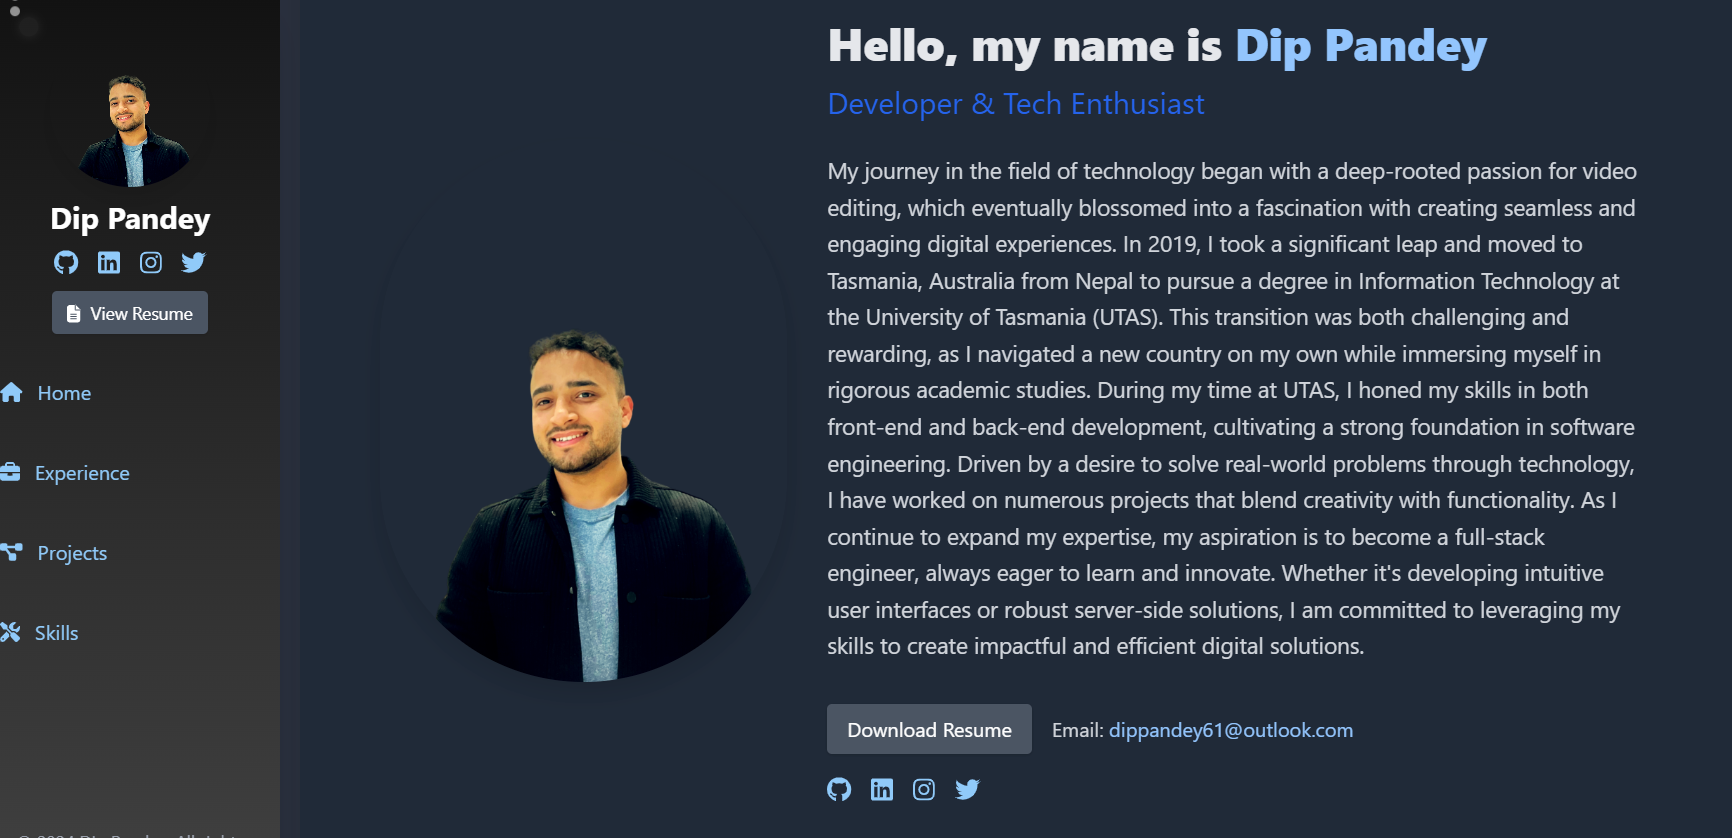 Dip Pandey
View Resume
Home
Experience
Projects
Skills
Hello, my name is Dip Pandey
Developer & Tech Enthusiast
My journey in the field of technology began with a deep-rooted passion for video
editing, which eventually blossomed into a fascination with creating seamless and
engaging digital experiences. In 2019, I took a significant leap and moved to
Tasmania, Australia from Nepal to pursue a degree in Information Technology at
the University of Tasmania (UTAS). This transition was both challenging and
rewarding, as I navigated a new country on my own while immersing myself in
rigorous academic studies. During my time at UTAS, I honed my skills in both
front-end and back-end development, cultivating a strong foundation in software
engineering. Driven by a desire to solve real-world problems through technology,
I have worked on numerous projects that blend creativity with functionality. As I
continue to expand my expertise, my aspiration is to become a full-stack
engineer, always eager to learn and innovate. Whether it's developing intuitive
user interfaces or robust server-side solutions, I am committed to leveraging my
skills to create impactful and efficient digital solutions.
Download Resume
Email: dippandey61@outlook.com